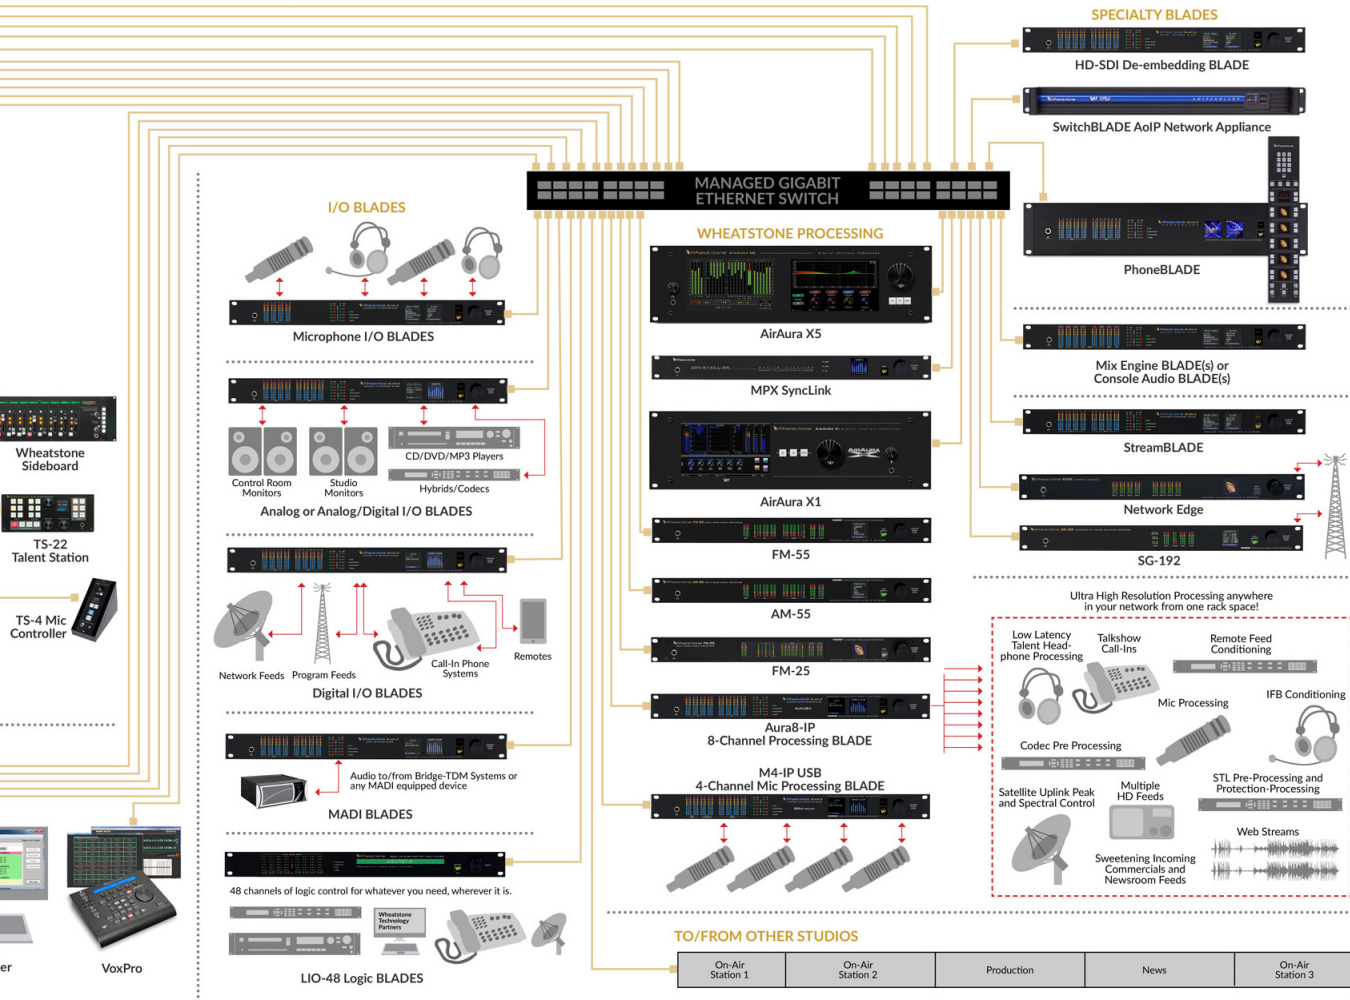 SPECIALTY BLADES
HD-SDI De-embedding BLADE
SwitchBLADE AoIP Network Appliance
PhoneBLADE
Mix Engine BLADE(s) or
Console Audio BLADE(s)
StreamBLADE
Network Edge
SG-192
MANAGED GIGABIT
ETHERNET SWITCH
I/O BLADES
Microphone I/O BLADES
Control Room
Monitors
Studio
Monitors
CD/DVD/MP3 Players
Hybrids/Codecs
Analog or Analog/Digital I/O BLADES
Network Feeds
Program Feeds
Call-In Phone
Systems
Remotes
Digital I/O BLADES
Audio to/from Bridge-TDM Systems or
any MADI equipped device
MADI BLADES
48 channels of logic control for whatever you need, wherever it is.
Wheatstone
Technology
Partners
LIO-48 Logic BLADES
Wheatstone
Sideboard
TS-22
Talent Station
TS-4 Mic
Controller
er
VoxPro
WHEATSTONE PROCESSING
AirAura X5
MPX SyncLink
AIRAURA
AirAura X1
FM-55
AM-55
FM-25
Aura8-IP
8-Channel Processing BLADE
M4-IP USB
4-Channel Mic Processing BLADE
Ultra High Resolution Processing anywhere
in your network from one rack space!
Low Latency
Talent Head-
phone Processing
Talkshow
Call-Ins
Remote Feed
Conditioning
Mic Processing
IFB Conditioning
Codec Pre Processing
Satellite Uplink Peak
and Spectral Control
Multiple
HD Feeds
STL Pre-Processing and
Protection-Processing
Web Streams
Sweetening Incoming
Commercials and
Newsroom Feeds
TO/FROM OTHER STUDIOS
On-Air
Station 1
On-Air
Station 2
Production
News
On-Air
Station 3